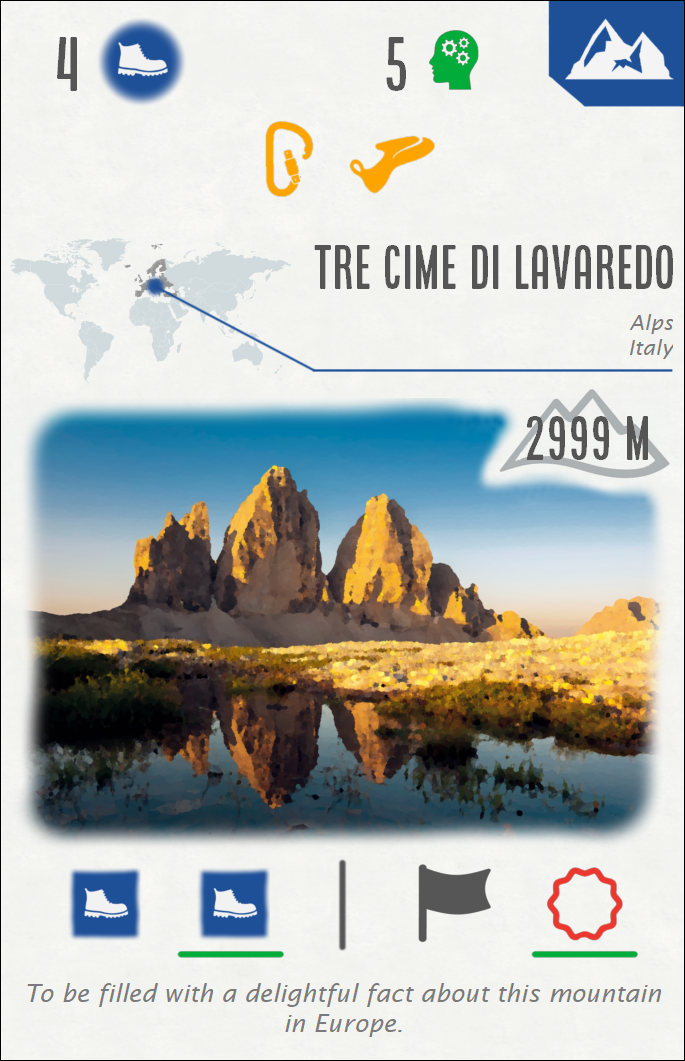 4
5
TRE CIME DI LAVAREDO
Alps
Italy
2999 M
To be filled with a delightful fact about this mountain
in Europe.